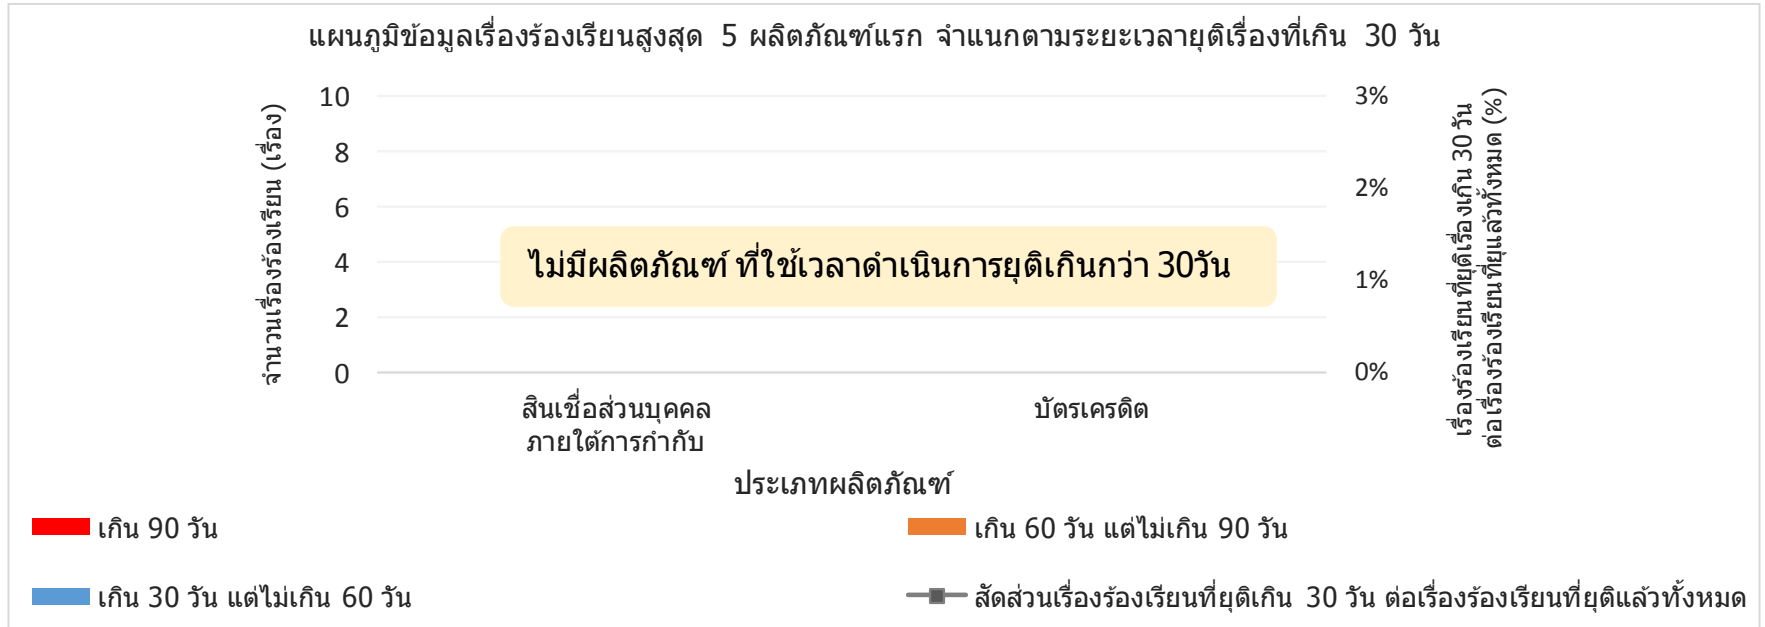 แผนภูมิข้อมูลเรื่องร้องเรียนสูงสุด 5 ผลิตภัณฑ์แรก จำแนกตามระยะเวลายุติเรื่องที่เกิน 30 วัน
จำนวนเรื่องร้องเรียน (เรื่อง)
10
8
6
4
2
0
ไม่มีผลิตภัณฑ์ ที่ใช้เวลาดำเนินการยุติเกินกว่า 30วัน
3%
2%
1%
0%
เรื่องร้องเรียนที่ยุติเรื่องเกิน 30 วัน
ต่อเรื่องร้องเรียนที่ยุติแล้วทั้งหมด (%)
สินเชื่อส่วนบุคคล
ภายใต้การกำกับ
บัตรเครดิต
ประเภทผลิตภัณฑ์
เกิน 90 วัน
เกิน 60 วัน แต่ไม่เกิน 90 วัน
เกิน 30 วัน แต่ไม่เกิน 60 วัน
สัดส่วนเรื่องร้องเรียนที่ยุติเกิน 30 วัน ต่อเรื่องร้องเรียนที่ยุติแล้วทั้งหมด